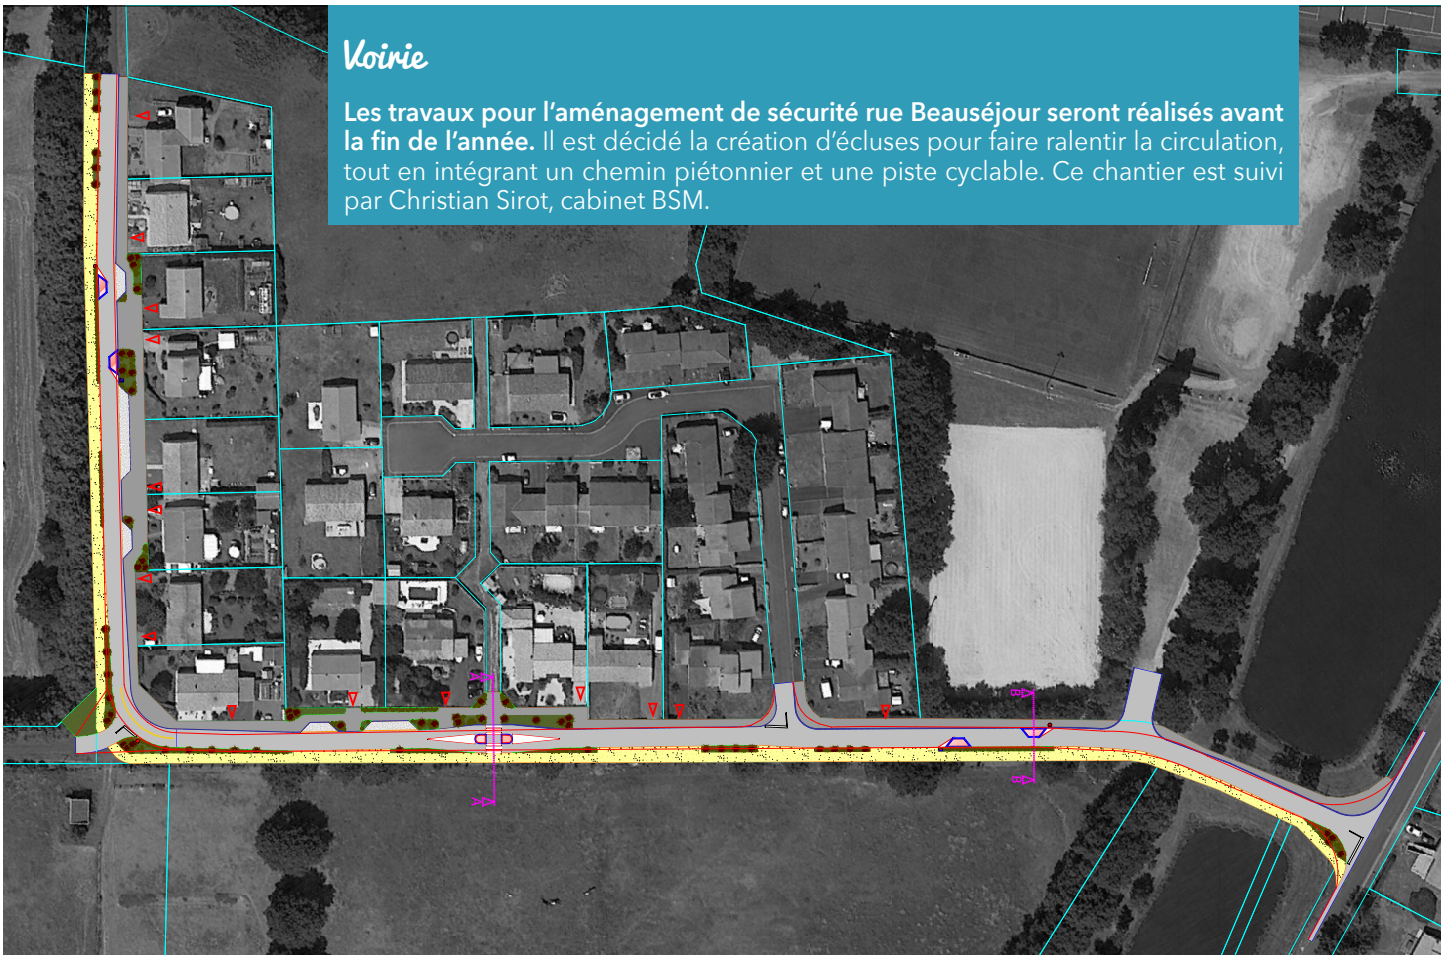 Voirie
Les travaux pour l'aménagement de sécurité rue Beauséjour seront réalisés avant
la fin de l'année. Il est décidé la création d'écluses pour faire ralentir la circulation,
tout en intégrant un chemin piétonnier et une piste cyclable. Ce chantier est suivi
par Christian Sirot, cabinet BSM.
A
B
A
B